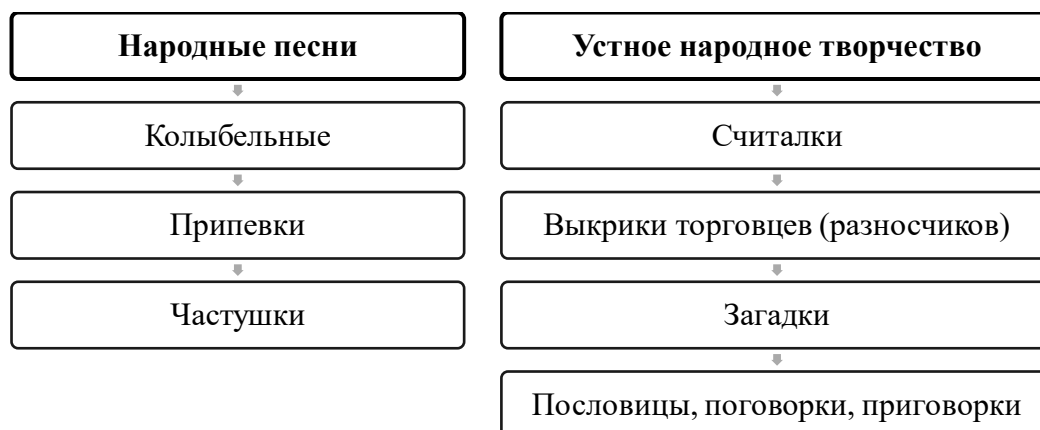 Народные песни
Колыбельные
Припевки
Частушки
Устное народное творчество
Считалки
Выкрики торговцев (разносчиков)
Загадки
Пословицы, поговорки, приговорки